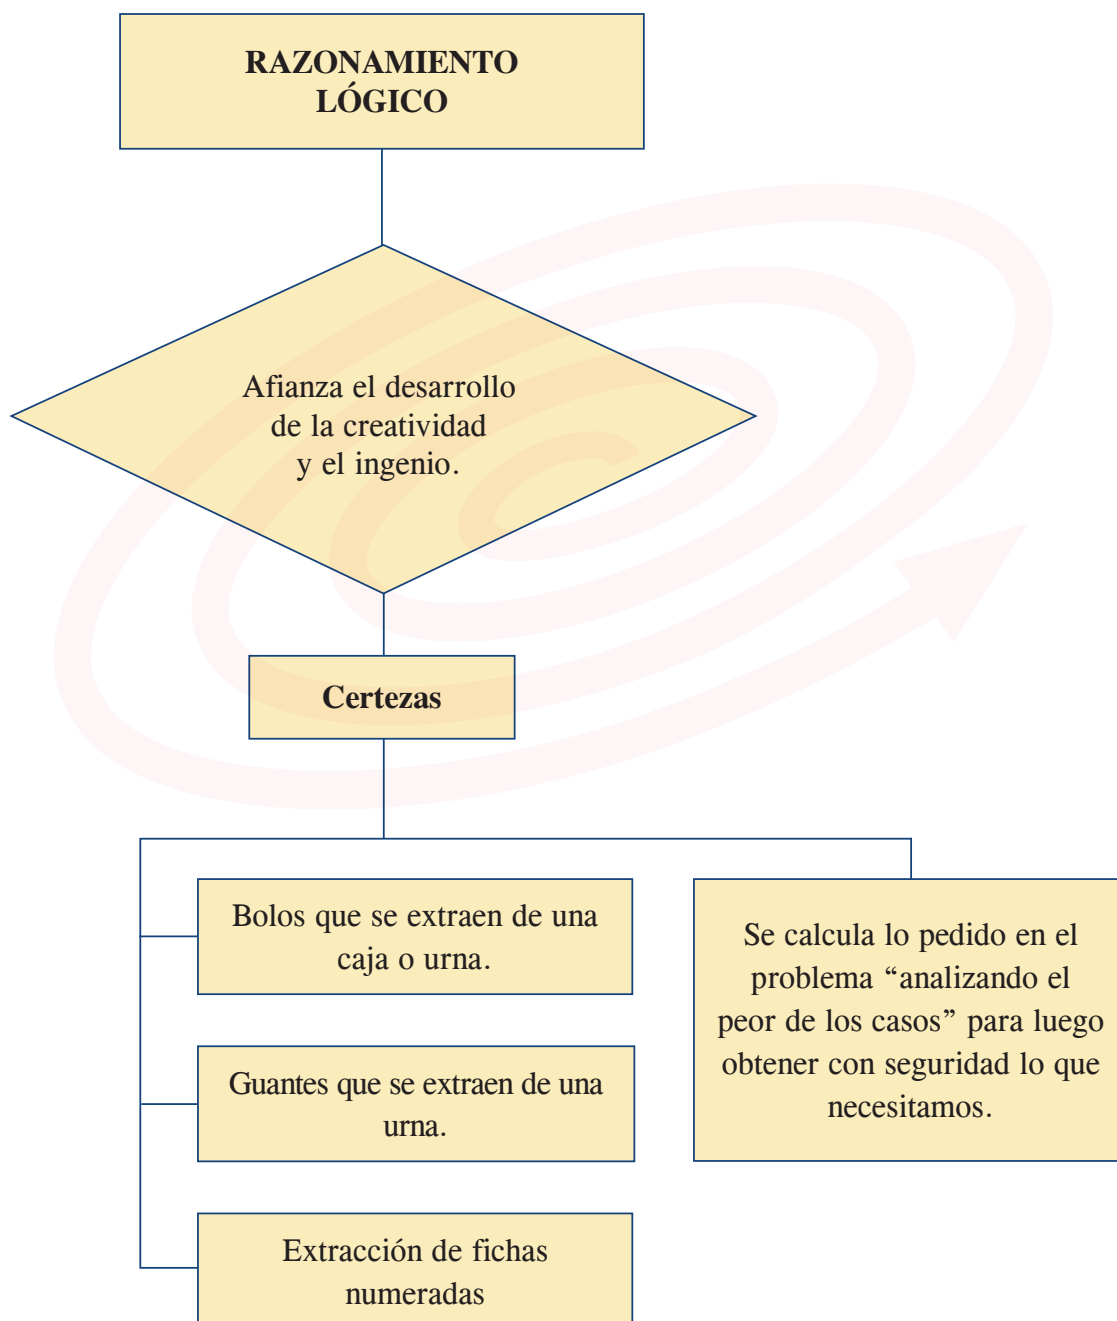 RAZONAMIENTO
LÓGICO
Afianza el desarrollo
de la creatividad
y el ingenio.
Certezas
Bolos que se extraen de una
caja o urna.
Guantes que se extraen de una
urna.
Extracción de fichas
numeradas
Se calcula lo pedido en el
problema “analizando el
peor de los casos” para luego
obtener con seguridad lo que
necesitamos.